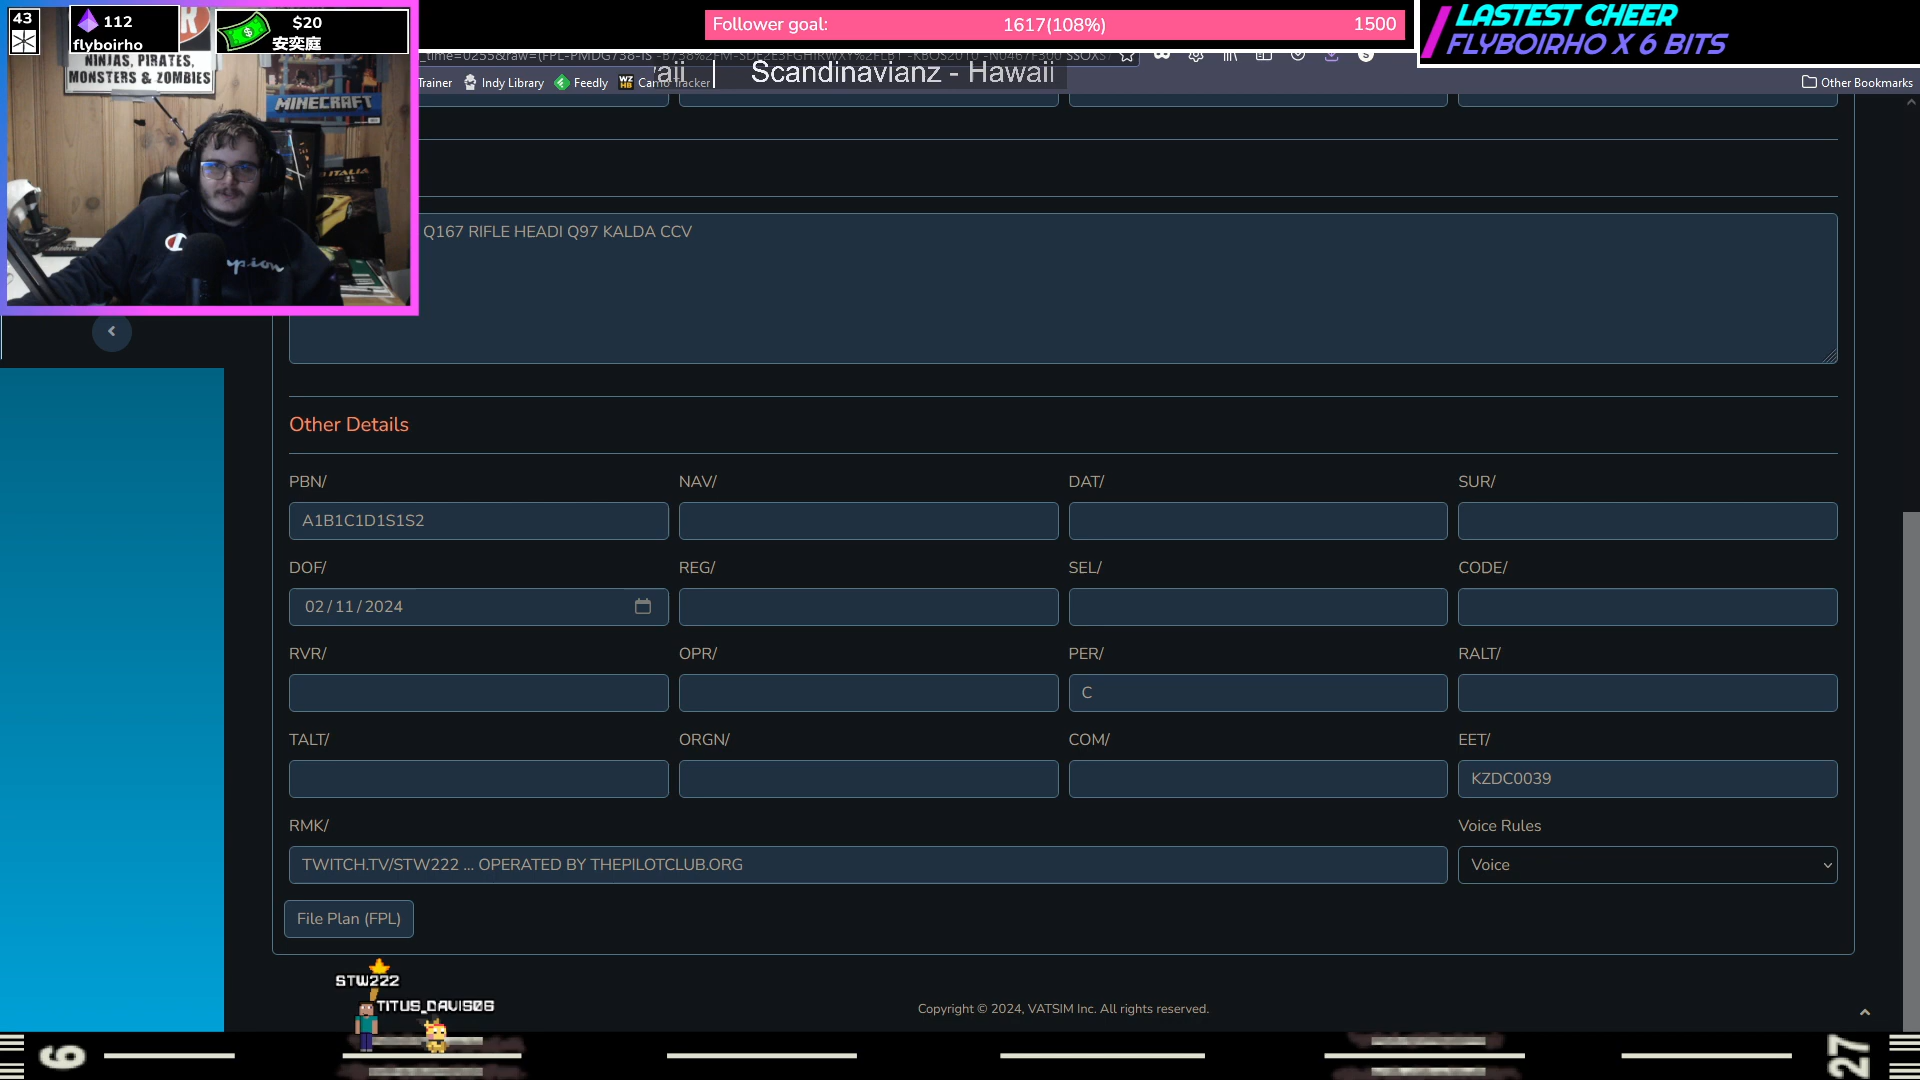 43
112
flyboirho
$20
安奕庭
Follower goal:
1617(108%)
1500
LASTEST CHEER
FLYBOIRHO X 6 BITS
NINJAS, PIRATES,
MONSTERS & ZOMBIES
MINECRAFT
ITALIA
Scandinavianz - Hawaii
Trainer
Indy Library
Feedly
Other Bookmarks
Q167 RIFLE HEADI Q97 KALDA CCV
Other Details
PBN/
NAV/
DAT/
SUR/
A1B1C1D1S1S2
DOF/
REG/
SEL/
CODE/
02/11/2024
RVR/
OPR/
PER/
RALT/
C
TALT/
ORGN/
COM/
EET/
KZDC0039
RMK/
Voice Rules
TWITCH.TV/STW222 ... OPERATED BY THEPILOTCLUB.ORG
Voice
File Plan (FPL)
STW222
TITUS_DAVIS06
Copyright © 2024, VATSIM Inc. All rights reserved.
9
27